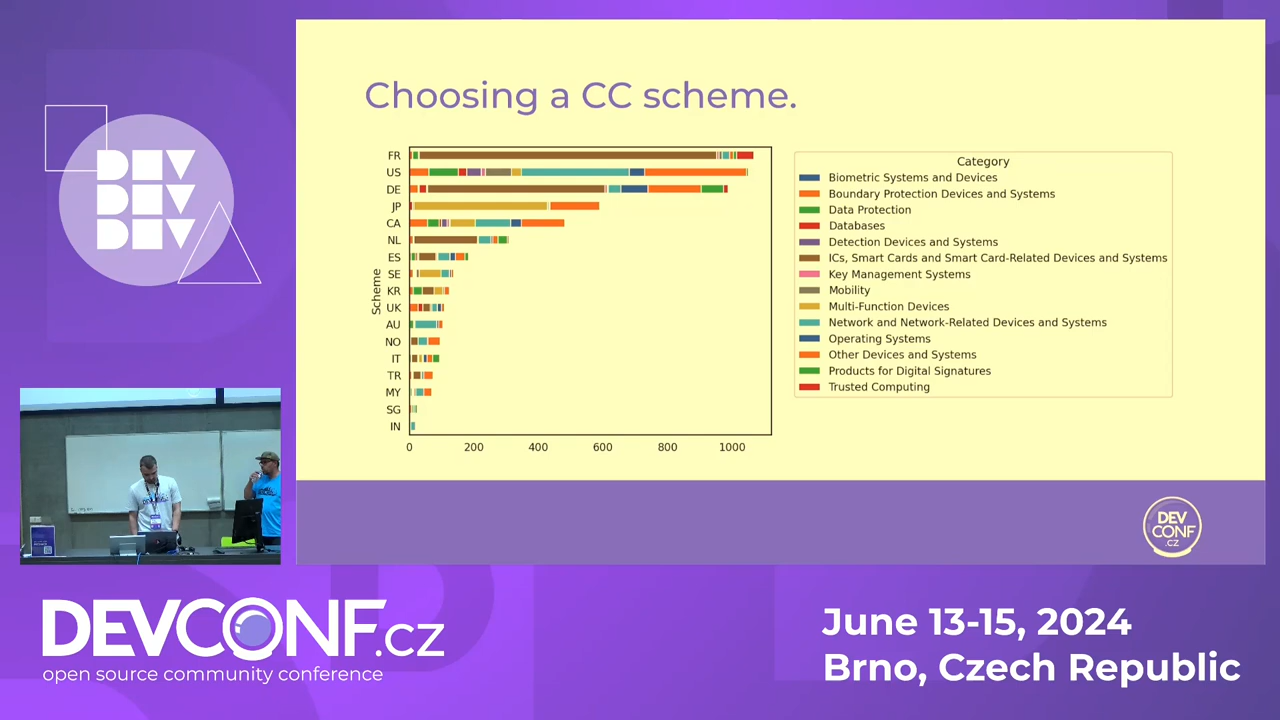 Choosing a CC scheme.
FR
US
DE
JP
CA
NL
ES
SE
KR
UK
AU
NO
IT
TR
MY
SG
IN
Scheme
0 200 400 600 800 1000
Category
Biometric Systems and Devices
Boundary Protection Devices and Systems
Data Protection
Databases
Detection Devices and Systems
ICs, Smart Cards and Smart Card-Related Devices and Systems
Key Management Systems
Mobility
Multi-Function Devices
Network and Network-Related Devices and Systems
Operating Systems
Other Devices and Systems
Products for Digital Signatures
Trusted Computing
DEV
DEV
DEV
DEV
CONF
.CZ
DEVCONF.cz
open source community conference
June 13-15, 2024
Brno, Czech Republic